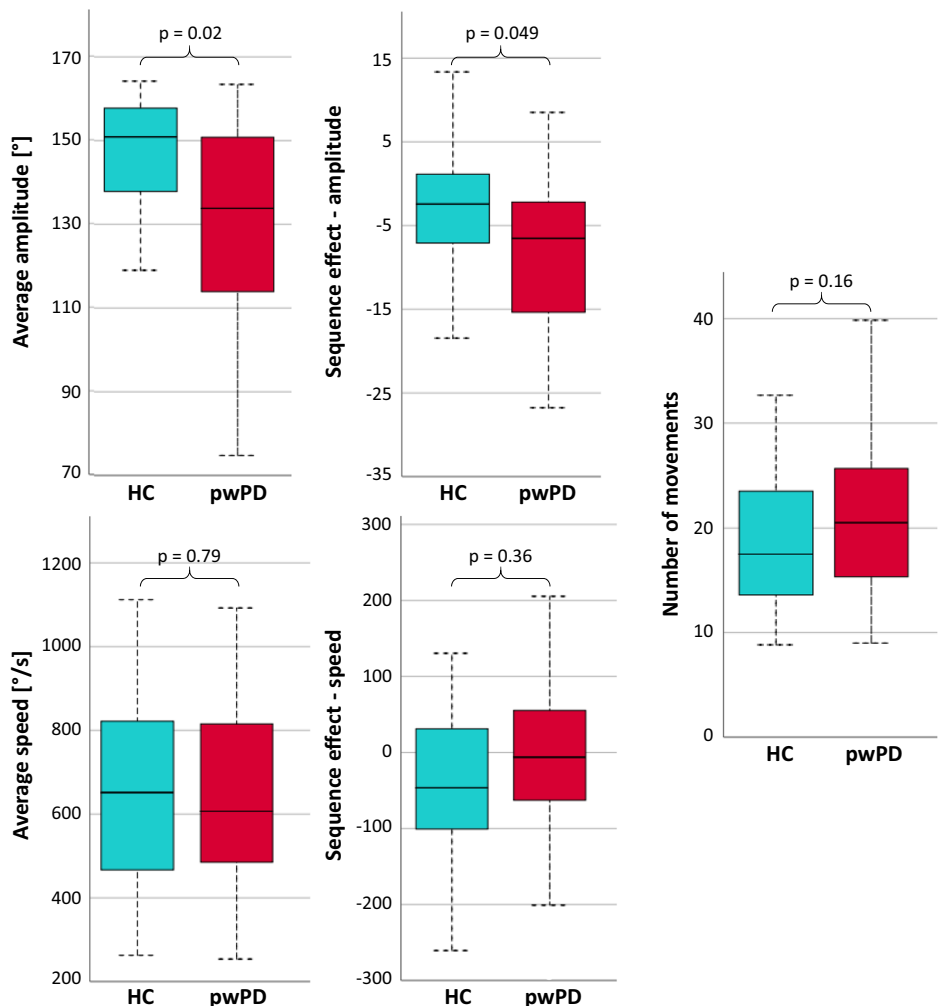 Average amplitude [°]
170
150
130
110
90
70
p = 0.02
HC pwPD
Sequence effect - amplitude
15
5
-5
-15
-25
-35
p = 0.049
HC pwPD
Number of movements
40
30
20
10
0
p = 0.16
HC pwPD
Average speed [°/s]
1200
1000
800
600
400
200
p = 0.79
HC pwPD
Sequence effect - speed
300
200
100
0
-100
-200
-300
p = 0.36
HC pwPD